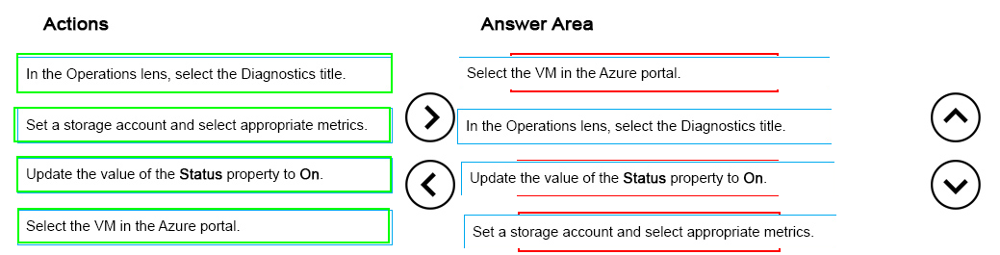 Actions
Answer Area
In the Operations lens, select the Diagnostics title.
Select the VM in the Azure portal.
Set a storage account and select appropriate metrics.
In the Operations lens, select the Diagnostics title.
Update the value of the Status property to On.
Update the value of the Status property to On.
Select the VM in the Azure portal.
Set a storage account and select appropriate metrics.